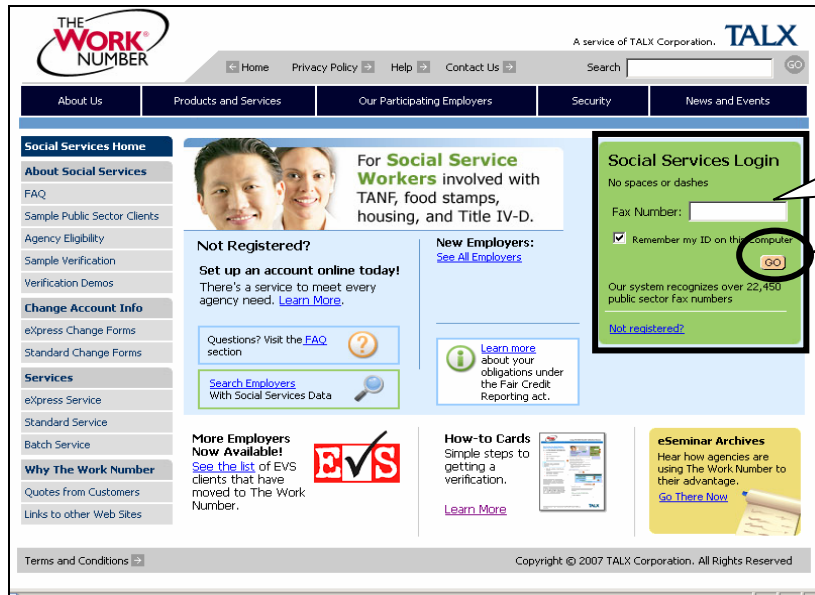 THE
WORK
NUMBER
A service of TALX Corporation. TALX
Home Privacy Policy Help Contact Us Search GO
About Us Products and Services Our Participating Employers Security News and Events
Social Services Home
About Social Services
FAQ
Sample Public Sector Clients
Agency Eligibility
Sample Verification
Verification Demos
Change Account Info
eXpress Change Forms
Standard Change Forms
Services
eXpress Service
Standard Service
Batch Service
Why The Work Number
Quotes from Customers
Links to other Web Sites
For Social Service
Workers involved with
TANF, food stamps,
housing, and Title IV-D.
Not Registered?
Set up an account online today!
There's a service to meet every
agency need. Learn More.
Questions? Visit the FAQ
section
?
Search Employers
With Social Services Data
New Employers:
See All Employers
i
Learn more
about your
obligations under
the Fair Credit
Reporting act.
Social Services Login
No spaces or dashes
Fax Number:
Remember my ID on this Computer
GO
Our system recognizes over 22,450
public sector fax numbers
Not registered?
More Employers
Now Available!
See the list of EVS
clients that have
moved to The Work
Number.
EVS
How-to Cards
Simple steps to
getting a
verification.
Learn More
eSeminar Archives
Hear how agencies are
using The Work Number to
their advantage.
Go There Now
Terms and Conditions
Copyright © 2007 TALX Corporation. All Rights Reserved